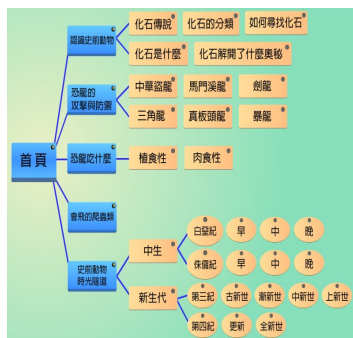 首頁
認識史前動物
化石傳說 化石的分類 如何尋找化石
化石是什麼 化石解開了什麼奧秘
恐龍的
攻擊與防禦
中華盜龍 馬門溪龍 劍龍
三角龍 真板頭龍 暴龍
恐龍吃什麼
植食性 肉食性
會飛的爬蟲類
史前動物
時光隧道
中生
白堊紀 早 中 晚
侏儸紀 早 中 晚
新生代
第三紀 古新世 漸新世 中新世 上新世
第四紀 更新 全新世